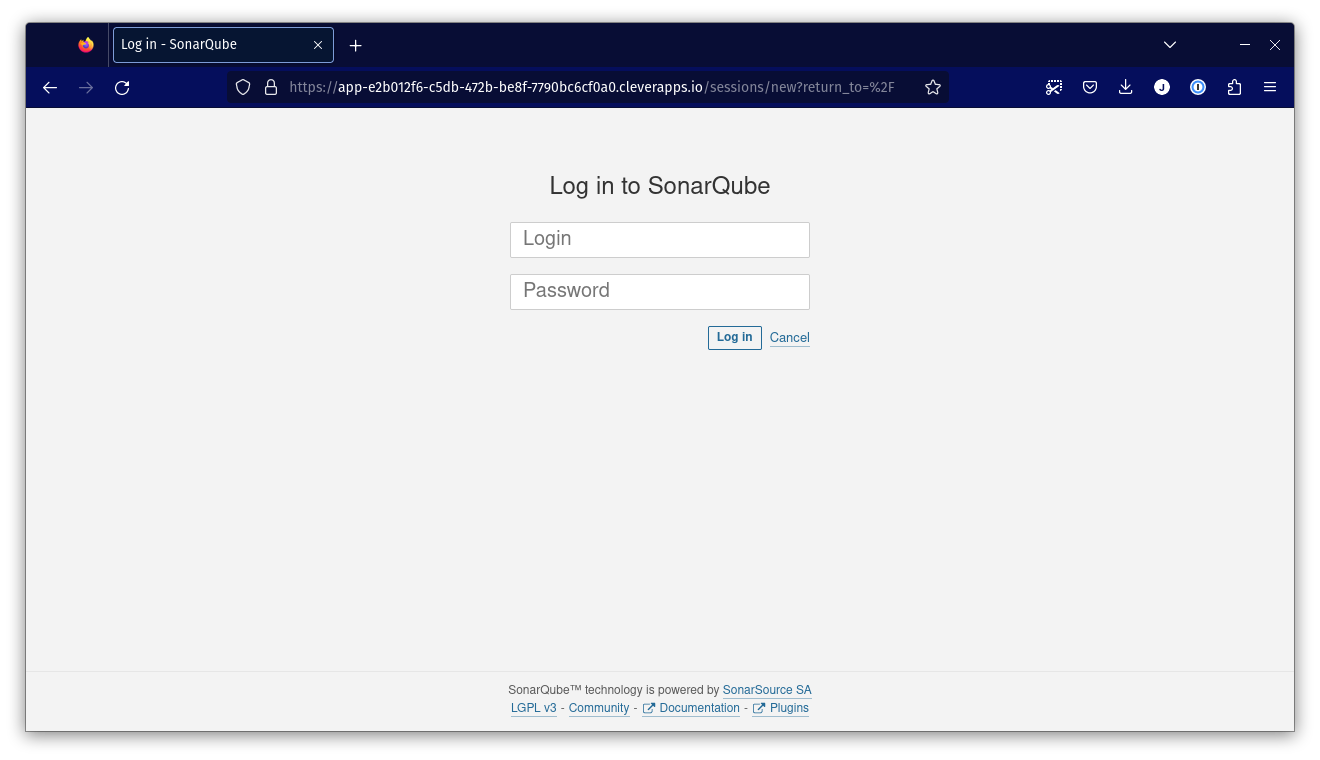 Log in - SonarQube
https://app-e2b012f6-c5db-472b-be8f-7790bc6cf0a0.cleverapps.io/sessions/new?return_to=%2F
J
Log in to SonarQube
Login
Password
Log in Cancel
SonarQube™ technology is powered by SonarSource SA
LGPL v3 - Community - Documentation - Plugins